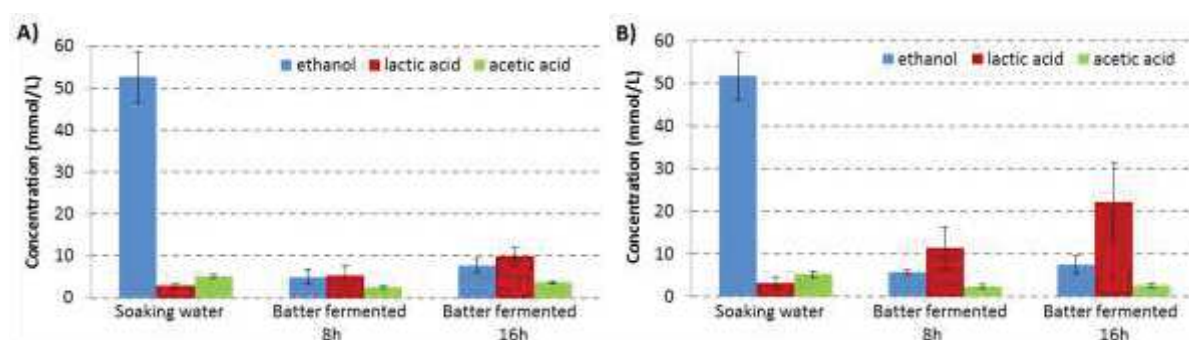 A)
Concentration (mmol/L)
60
50
40
30
20
10
0
ethanol lactic acid acetic acid
Soaking water Batter fermented Batter fermented
8h 16h
B)
Concentration (mmol/L)
60
50
40
30
20
10
0
ethanol lactic acid acetic acid
Soaking water Batter fermented Batter fermented
8h 16h